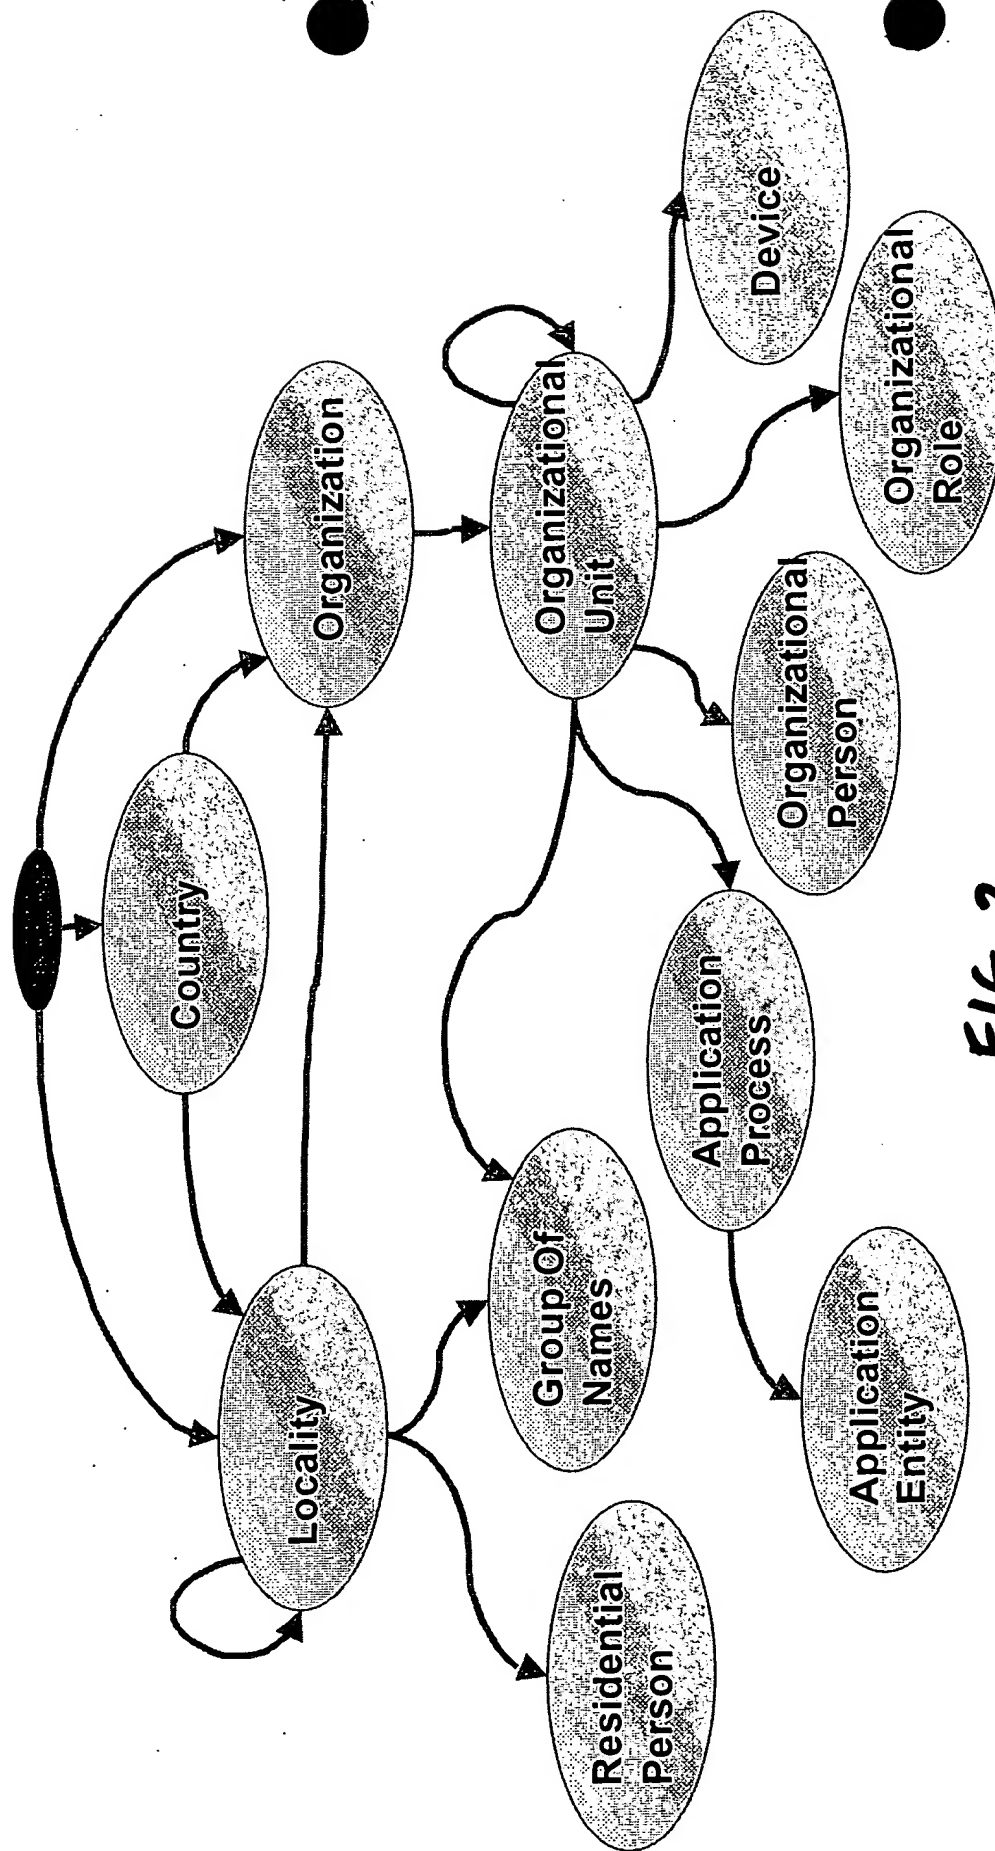 Country
Locality
Organization
Group Of
Names
Organizational
Unit
Residential
Person
Application
Process
Device
Organizational
Person
Application
Entity
Organizational
Role
FIG.